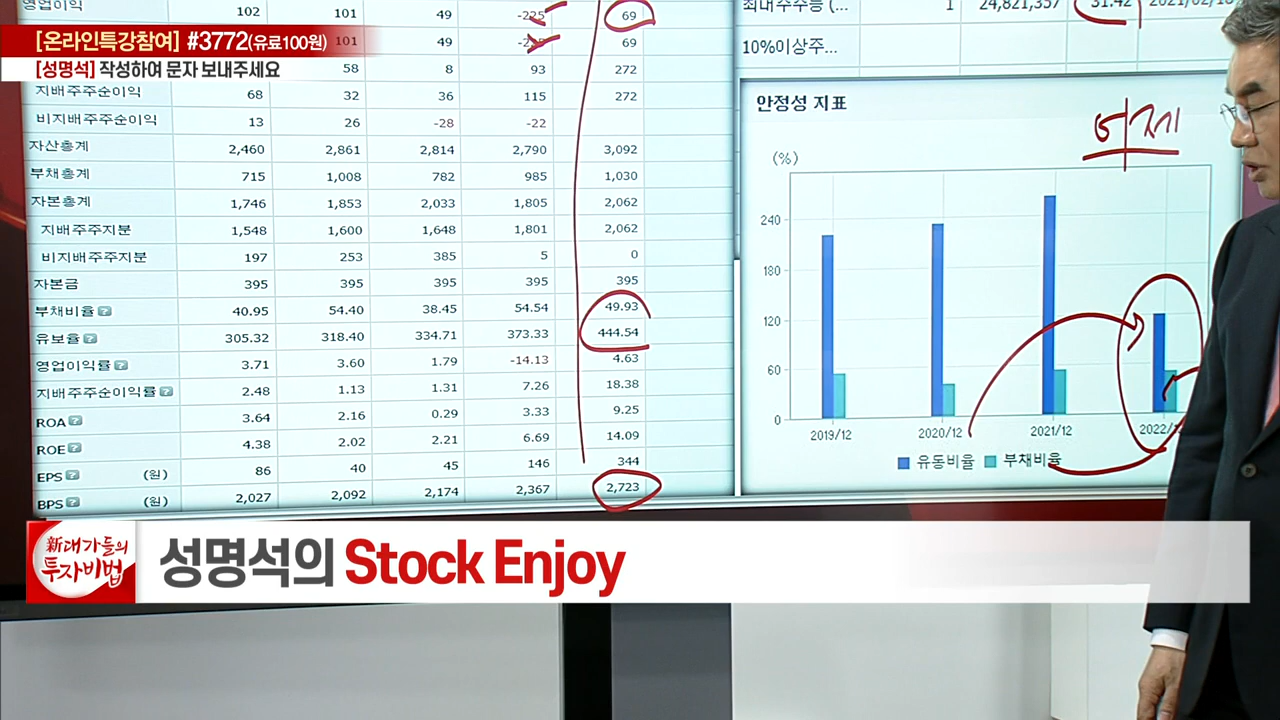 영업이익 102 101 49 -225 69
[온라인특강참여] #3772(유료100원)
101 49 69
[성명석] 작성하여 문자 보내주세요
58 8 93 272
지배주주순이익 68 32 36 115 272
비지배주주순이익 13 26 -28 -22
자산총계 2,460 2,861 2,814 2,790 3,092
부채총계 715 1,008 782 985 1,030
자본총계 1,746 1,853 2,033 1,805 2,062
지배주주지분 1,548 1,600 1,648 1,801 2,062
비지배주주지분 197 253 385 5 0
자본금 395 395 395 395 395
부채비율 40.95 54.40 38.45 54.54 49.93
유보율 305.32 318.40 334.71 373.33 444.54
영업이익률 3.71 3.60 1.79 -14.13 4.63
지배주주순이익률 2.48 1.13 1.31 7.26 18.38
ROA 3.64 2.16 0.29 3.33 9.25
ROE 4.38 2.02 2.21 6.69 14.09
EPS (원) 86 40 45 146 344
BPS (원) 2,027 2,092 2,174 2,367 2,723
최대주주등 (... 1 24,821,357 31.42
10%이상주...
안정성 지표
(%)
240
180
120
60
0
2019/12 2020/12 2021/12 2022/
유동비율 부채비율
新대가들의
투자비법
성명석의 Stock Enjoy